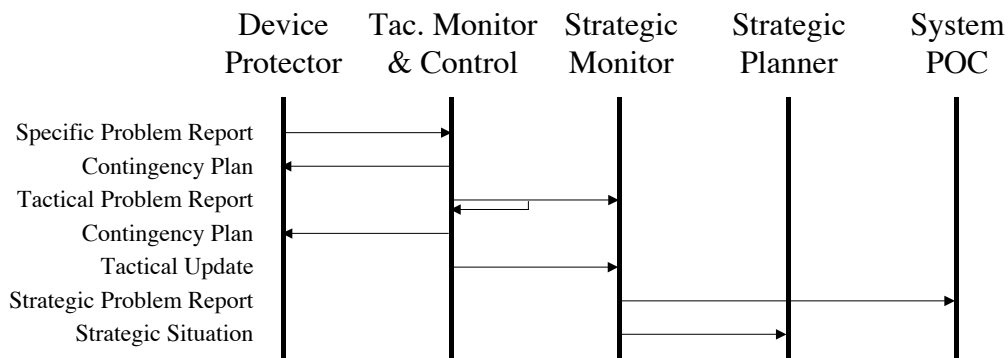 Device Tac. Monitor Strategic Strategic System
Protector & Control Monitor Planner POC
Specific Problem Report
Contingency Plan
Tactical Problem Report
Contingency Plan
Tactical Update
Strategic Problem Report
Strategic Situation